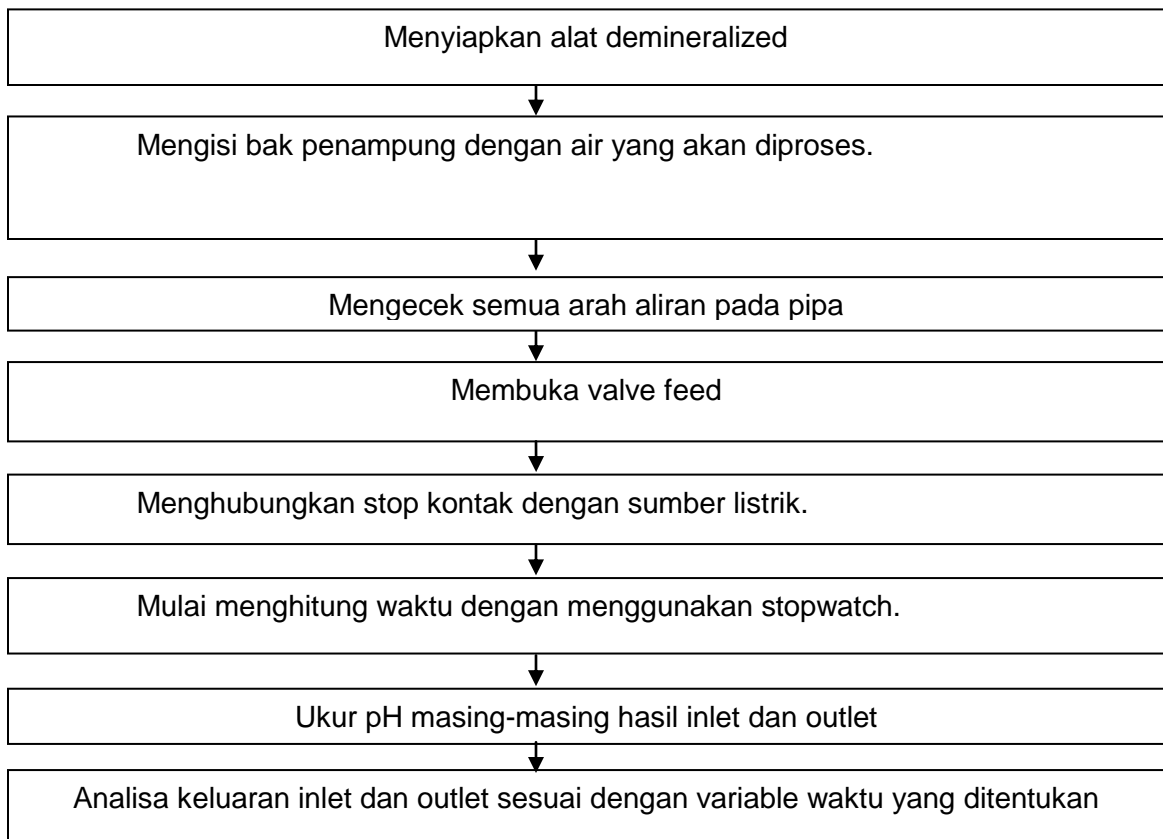 Menyiapkan alat demineralized
Mengisi bak penampung dengan air yang akan diproses.
Mengecek semua arah aliran pada pipa
Membuka valve feed
Menghubungkan stop kontak dengan sumber listrik.
Mulai menghitung waktu dengan menggunakan stopwatch.
Ukur pH masing-masing hasil inlet dan outlet
Analisa keluaran inlet dan outlet sesuai dengan variable waktu yang ditentukan